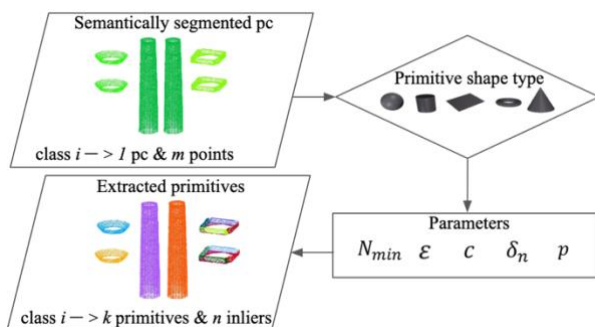 Semantically segmented pc
class i —> 1 pc & m points
Primitive shape type
Parameters
N_min ε c δ_n p
Extracted primitives
class i —> k primitives & n inliers